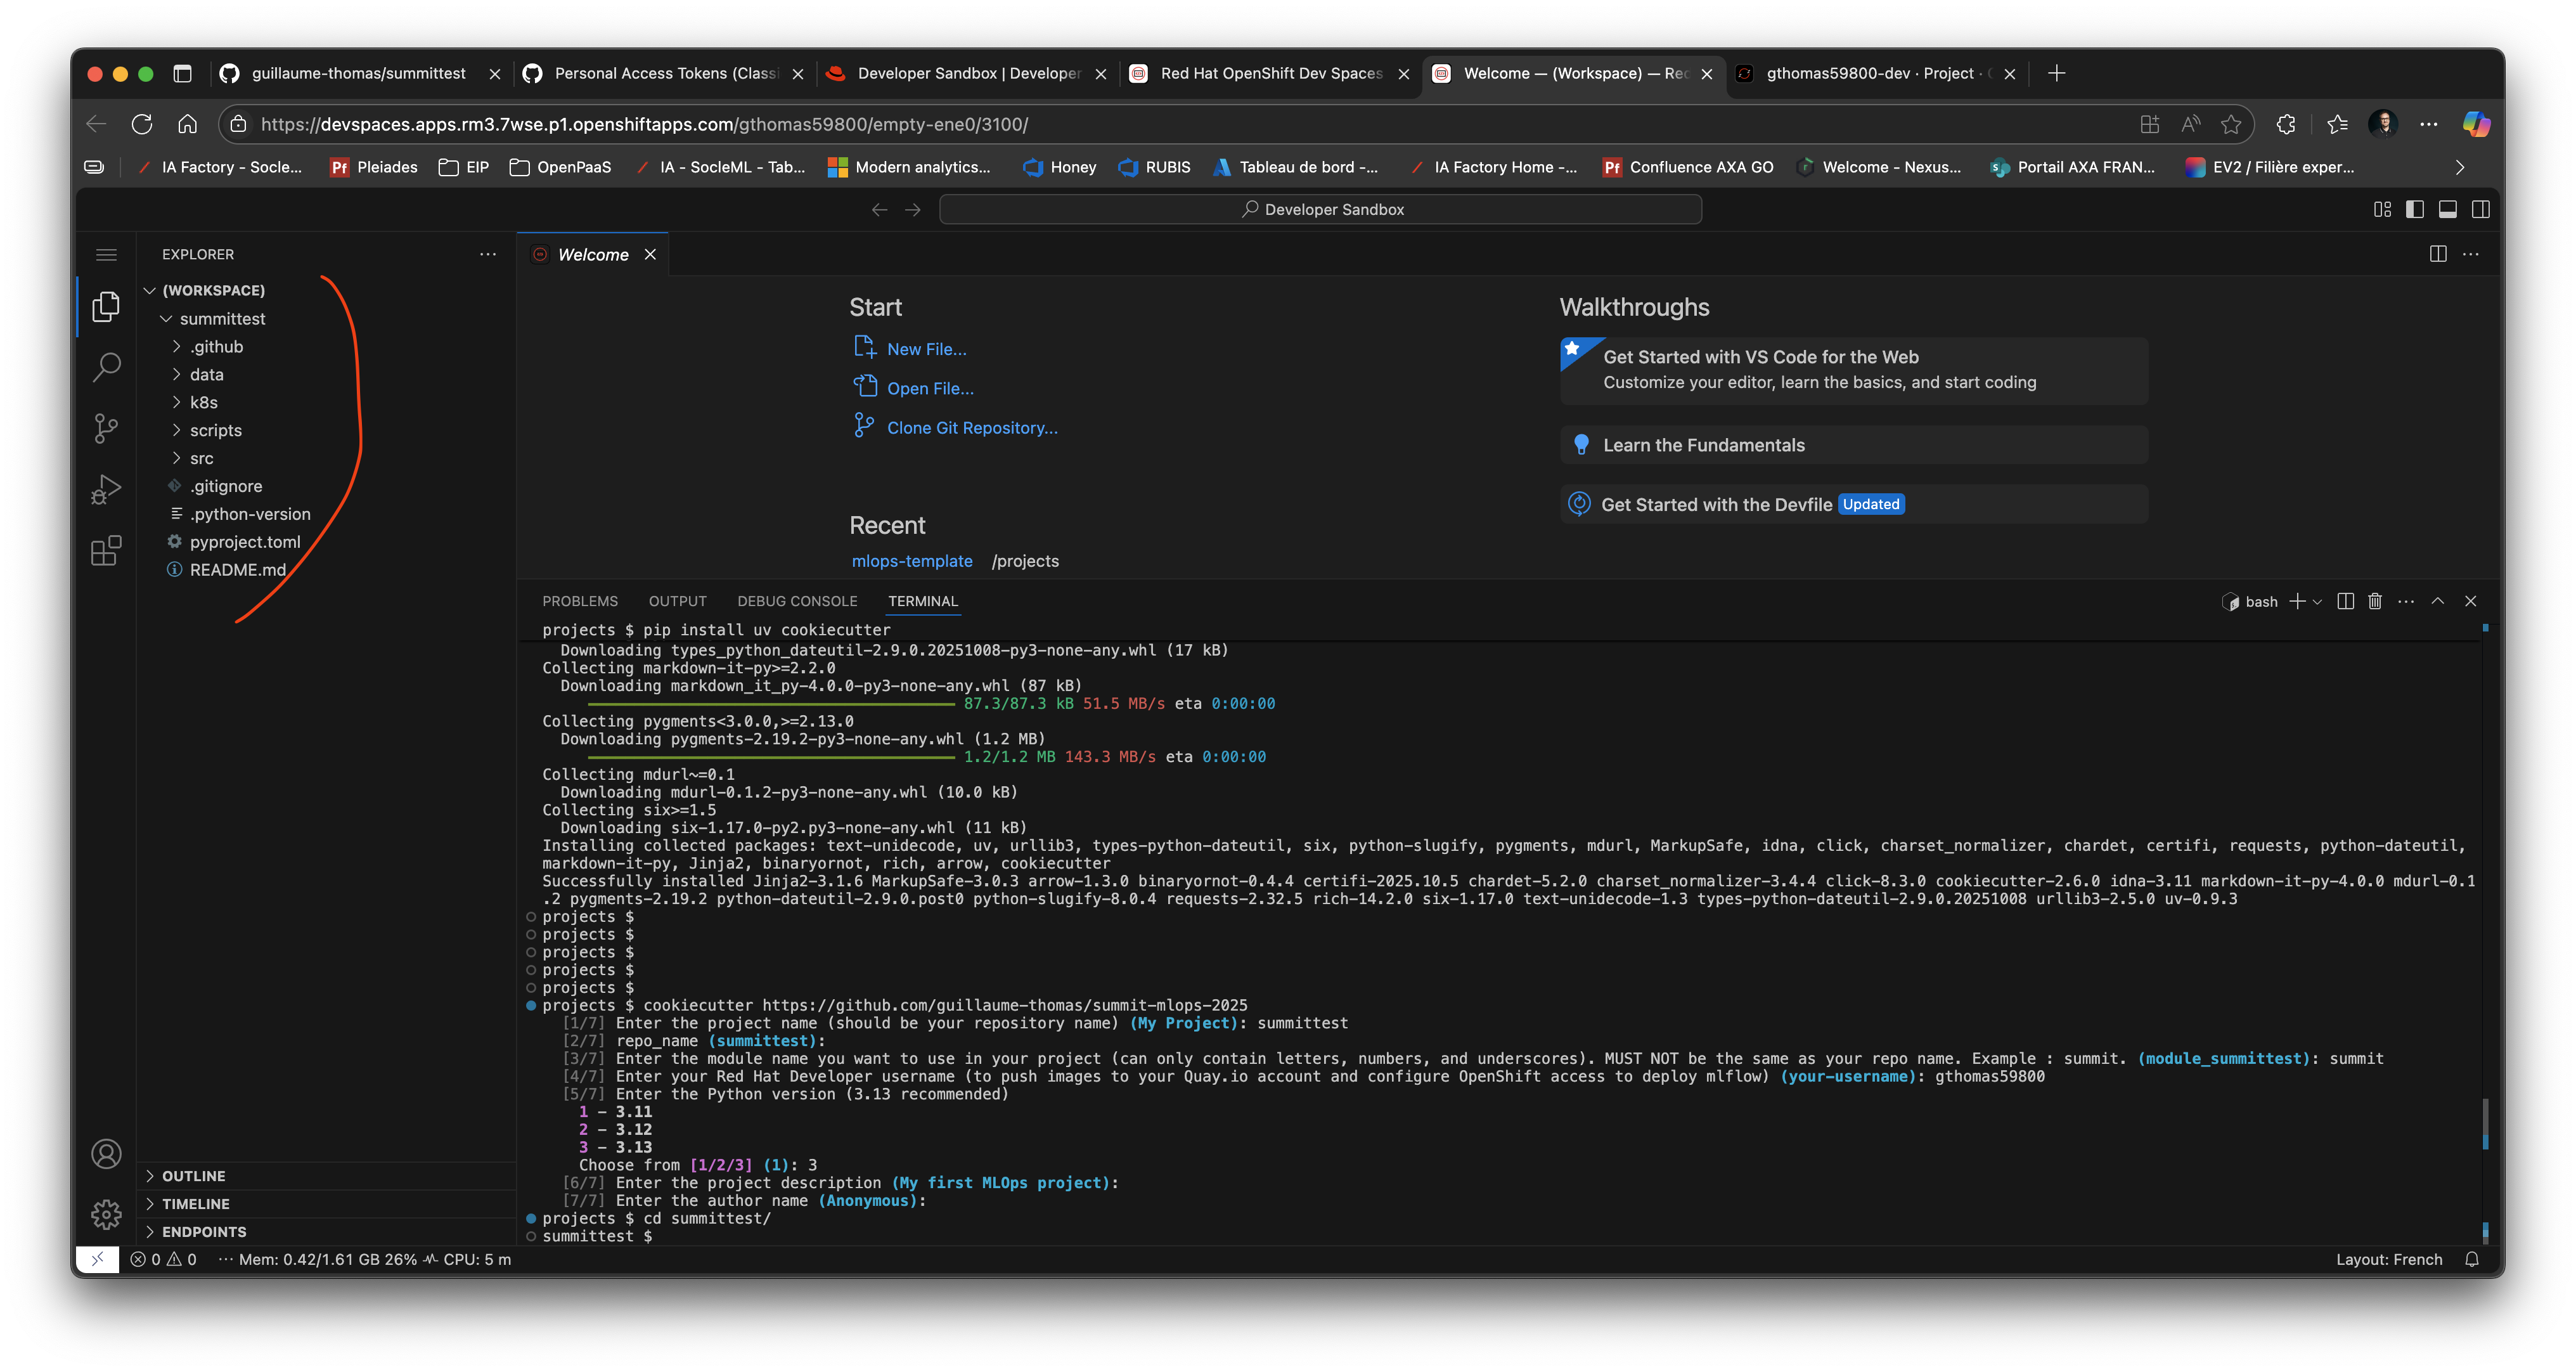 guillaume-thomas/summittest
Personal Access Tokens (Classi
Developer Sandbox | Developer
Red Hat OpenShift Dev Spaces
Welcome — (Workspace) — Rec
gthomas59800-dev · Project ·
https://devspaces.apps.rm3.7wse.p1.openshiftapps.com/gthomas59800/empty-ene0/3100/
IA Factory - Socle...
Pf Pleiades
EIP
OpenPaaS
IA - SocleML - Tab...
Modern analytics...
Honey
RUBIS
Tableau de bord -...
IA Factory Home -...
Pf Confluence AXA GO
Welcome - Nexus...
Portail AXA FRAN...
EV2 / Filière exper...
Developer Sandbox
EXPLORER
(WORKSPACE)
summittest
.github
data
k8s
scripts
src
.gitignore
.python-version
pyproject.toml
README.md
OUTLINE
TIMELINE
ENDPOINTS
Welcome
Start
New File...
Open File...
Clone Git Repository...
Recent
mlops-template /projects
Walkthroughs
Get Started with VS Code for the Web
Customize your editor, learn the basics, and start coding
Learn the Fundamentals
Get Started with the Devfile Updated
PROBLEMS OUTPUT DEBUG CONSOLE TERMINAL
bash
projects $ pip install uv cookiecutter
Downloading types_python_dateutil-2.9.0.20251008-py3-none-any.whl (17 kB)
Collecting markdown-it-py>=2.2.0
Downloading markdown_it_py-4.0.0-py3-none-any.whl (87 kB)
87.3/87.3 kB 51.5 MB/s eta 0:00:00
Collecting pygments<3.0.0,>=2.13.0
Downloading pygments-2.19.2-py3-none-any.whl (1.2 MB)
1.2/1.2 MB 143.3 MB/s eta 0:00:00
Collecting mdurl~=0.1
Downloading mdurl-0.1.2-py3-none-any.whl (10.0 kB)
Collecting six>=1.5
Downloading six-1.17.0-py2.py3-none-any.whl (11 kB)
Installing collected packages: text-unidecode, uv, urllib3, types-python-dateutil, six, python-slugify, pygments, mdurl, MarkupSafe, idna, click, charset_normalizer, chardet, certifi, requests, python-dateutil,
markdown-it-py, Jinja2, binaryornot, rich, arrow, cookiecutter
Successfully installed Jinja2-3.1.6 MarkupSafe-3.0.3 arrow-1.3.0 binaryornot-0.4.4 certifi-2025.10.5 chardet-5.2.0 charset_normalizer-3.4.4 click-8.3.0 cookiecutter-2.6.0 idna-3.11 markdown-it-py-4.0.0 mdurl-0.1
.2 pygments-2.19.2 python-dateutil-2.9.0.post0 python-slugify-8.0.4 requests-2.32.5 rich-14.2.0 six-1.17.0 text-unidecode-1.3 types-python-dateutil-2.9.0.20251008 urllib3-2.5.0 uv-0.9.3
projects $
projects $
projects $
projects $
projects $
projects $ cookiecutter https://github.com/guillaume-thomas/summit-mlops-2025
[1/7] Enter the project name (should be your repository name) (My Project): summittest
[2/7] repo_name (summittest):
[3/7] Enter the module name you want to use in your project (can only contain letters, numbers, and underscores). MUST NOT be the same as your repo name. Example : summit. (module_summittest): summit
[4/7] Enter your Red Hat Developer username (to push images to your Quay.io account and configure OpenShift access to deploy mlflow) (your-username): gthomas59800
[5/7] Enter the Python version (3.13 recommended)
1 - 3.11
2 - 3.12
3 - 3.13
Choose from [1/2/3] (1): 3
[6/7] Enter the project description (My first MLOps project):
[7/7] Enter the author name (Anonymous):
projects $ cd summittest/
summittest $
0 0 ··· Mem: 0.42/1.61 GB 26% CPU: 5 m
Layout: French